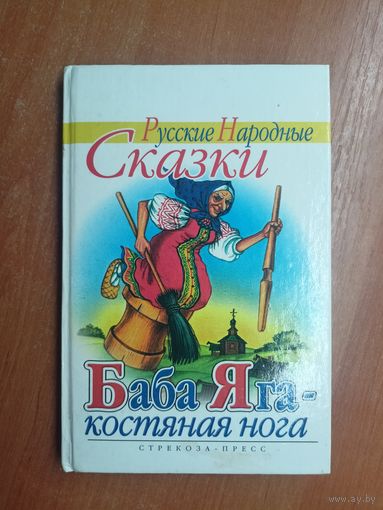 Русские Народные
Сказки
Баба Яга-
костяная нога
СТРЕКОЗА-ПРЕСС
www.ay.by